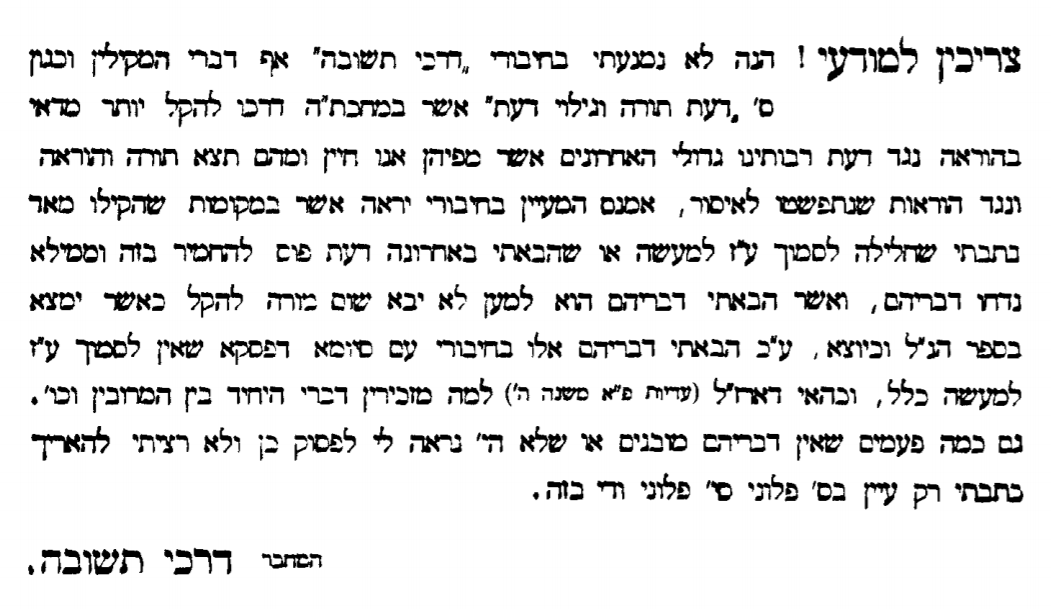 צריכין למודעי! הנה לא נמנעתי בחיבורי „דרכי תשובה" אף דברי המקילין וכגון
ס' „דעת תורה וגילוי דעת" אשר במחכת"ה דרכו להקל יותר מדאי
בהוראה נגד דעת רבותינו גדולי האחרונים אשר מפיהן אנו חיין ומהם תצא תורה והוראה
ונגד הוראות שנתפשטו לאיסור, אמנם המעיין בחיבורי יראה אשר במקומות שהקילו מאד
כתבתי שחלילה לסמוך ע"ז למעשה או שהבאתי באחרונה דעת פוס להחמיר בזה וממילא
נדחו דבריהם, ואשר הבאתי דבריהם הוא למען לא יבא שום מורה להקל כאשר ימצא
בספר הנ"ל וכיוצא, ע"כ הבאתי דבריהם אלו בחיבורי עם סיומא דפסקא שאין לסמוך ע"ז
למעשה כלל, וכהאי דארז"ל (עדיות פ"א משנה ה') למה מזכירין דברי היחיד בין המרובין וכו'.
גם כמה פעמים שאין דבריהם מובנים או שלא הי' נראה לי לפסוק כן ולא רציתי להאריך
כתבתי רק עיין בס' פלוני סי' פלוני ודי בזה.
המחבר דרכי תשובה.